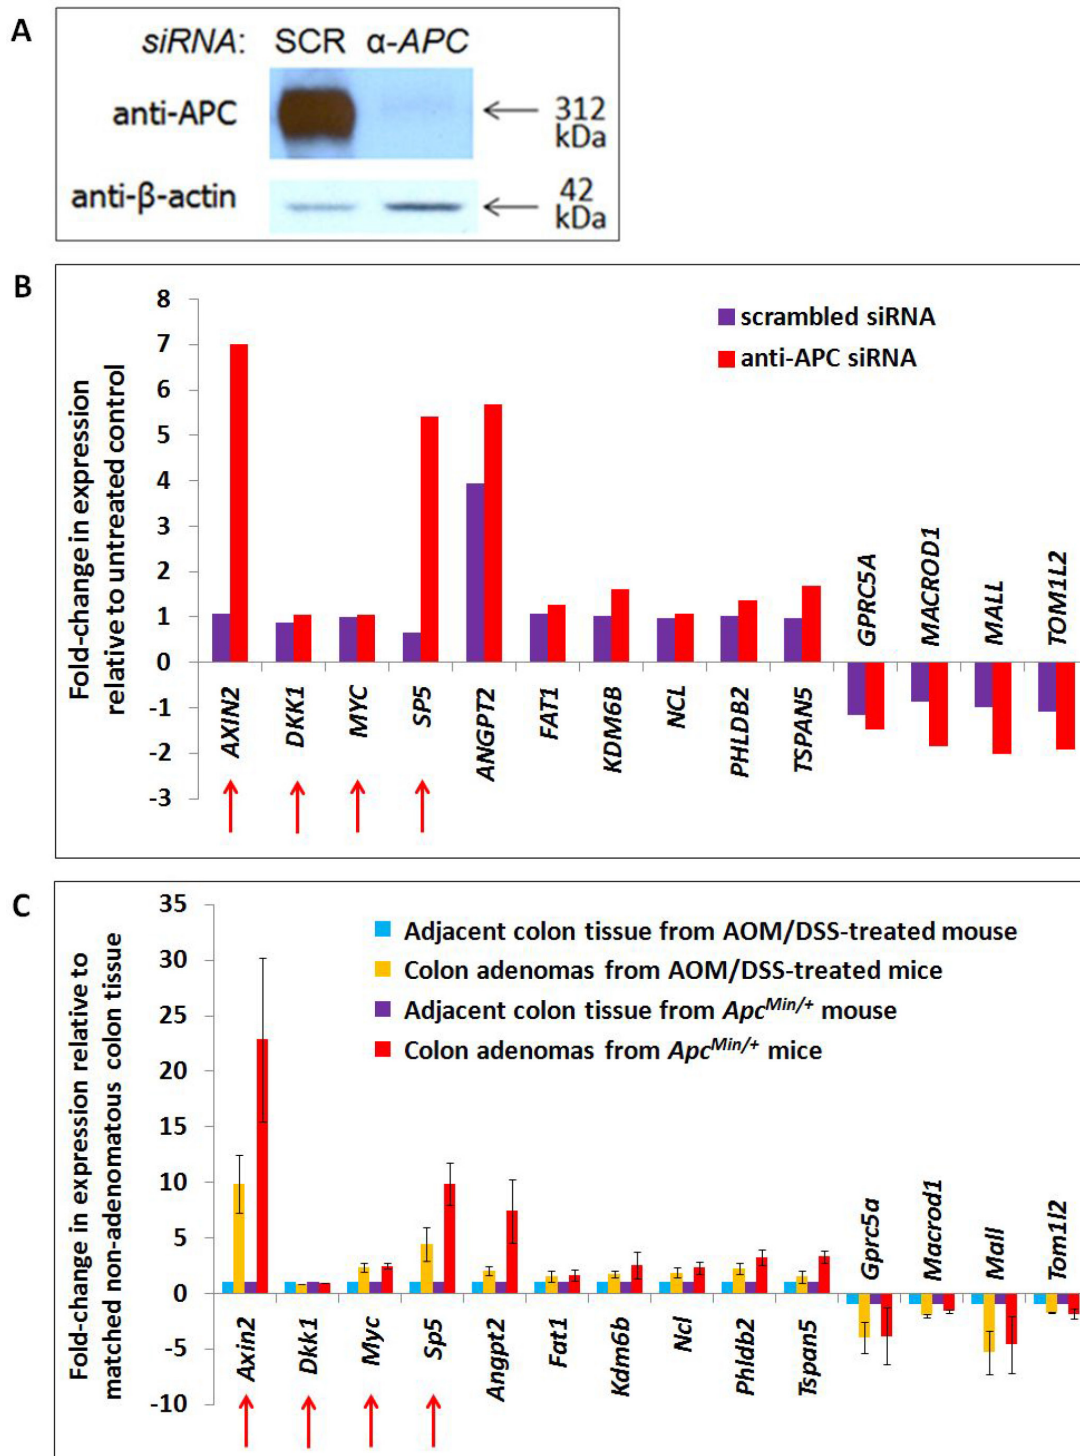 A
siRNA: SCR α-APC
anti-APC
312
kDa
anti-β-actin
42
kDa
B
Fold-change in expression
relative to untreated control
8
7
6
5
4
3
2
1
0
-1
-2
-3
scrambled siRNA
anti-APC siRNA
AXIN2
DKK1
MYC
SP5
ANGPT2
FAT1
KDM6B
NCL
PHLDB2
TSPAN5
GPRC5A
MACROD1
MALL
TOM1L2
C
Fold-change in expression relative to
matched non-adenomatous colon tissue
35
30
25
20
15
10
5
0
-5
-10
Adjacent colon tissue from AOM/DSS-treated mouse
Colon adenomas from AOM/DSS-treated mice
Adjacent colon tissue from ApcMin/+ mouse
Colon adenomas from ApcMin/+ mice
Axin2
Dkk1
Myc
Sp5
Angpt2
Fat1
Kdm6b
Ncl
Phldb2
Tspan5
Gprc5a
Macrod1
Mall
Tom1l2